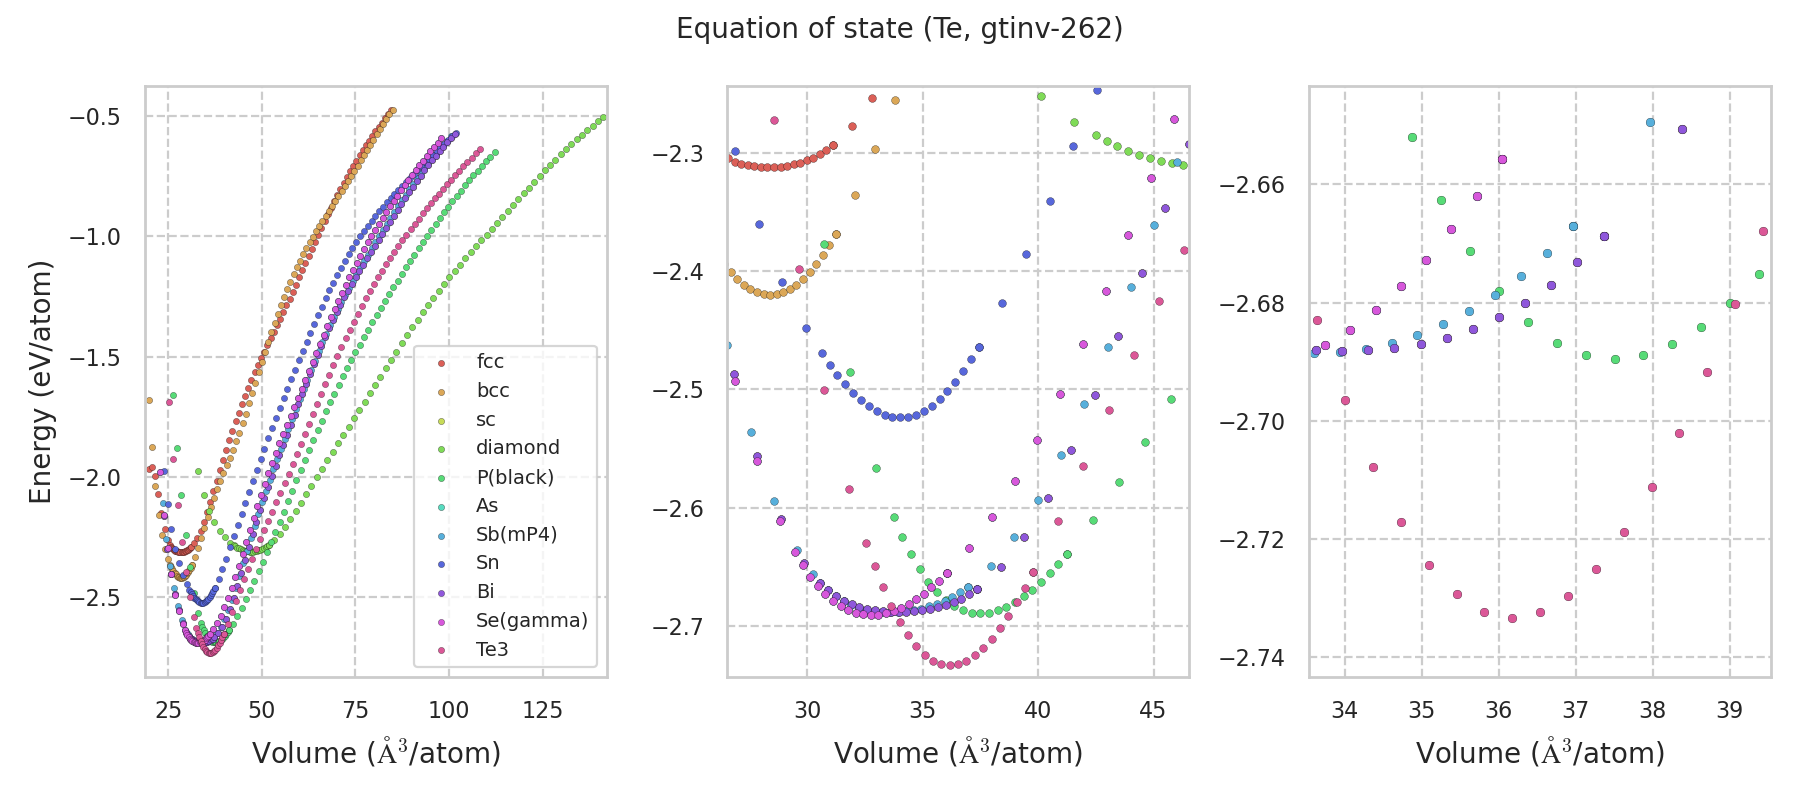 Equation of state (Te, gtinv-262)
Energy (eV/atom)
−0.5
−1.0
−1.5
−2.0
−2.5
25 50 75 100 125
Volume (Å³/atom)
fcc
bcc
sc
diamond
P(black)
As
Sb(mP4)
Sn
Bi
Se(gamma)
Te3
−2.3
−2.4
−2.5
−2.6
−2.7
30 35 40 45
Volume (Å³/atom)
−2.66
−2.68
−2.70
−2.72
−2.74
34 35 36 37 38 39
Volume (Å³/atom)